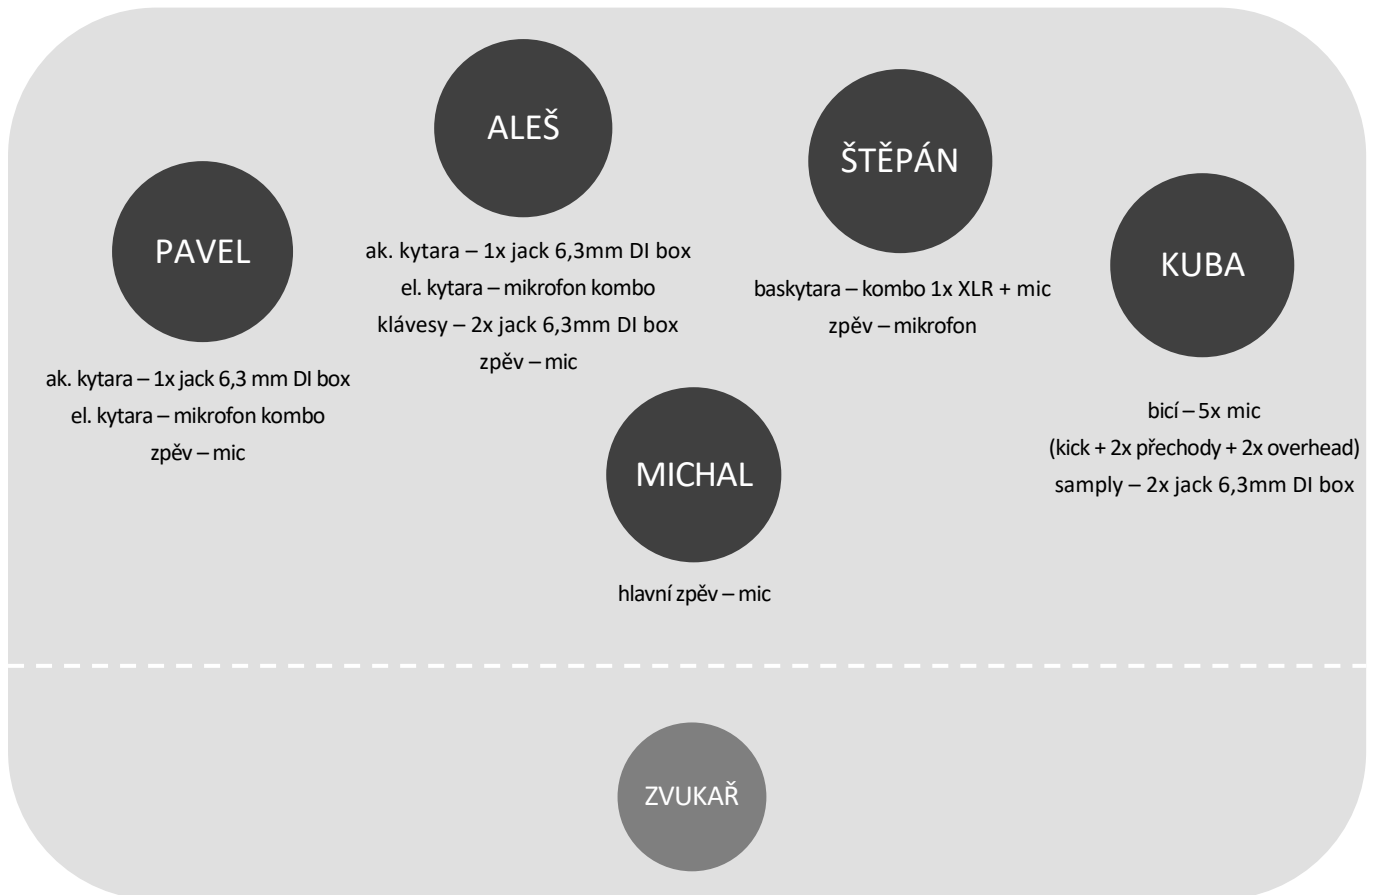 PAVEL
ak. kytara – 1x jack 6,3 mm DI box
el. kytara – mikrofon kombo
zpěv – mic
ALEŠ
ak. kytara – 1x jack 6,3mm DI box
el. kytara – mikrofon kombo
klávesy – 2x jack 6,3mm DI box
zpěv – mic
ŠTĚPÁN
baskytara – kombo 1x XLR + mic
zpěv – mikrofon
KUBA
bicí – 5x mic
(kick + 2x přechody + 2x overhead)
samply – 2x jack 6,3mm DI box
MICHAL
hlavní zpěv – mic
ZVUKAŘ